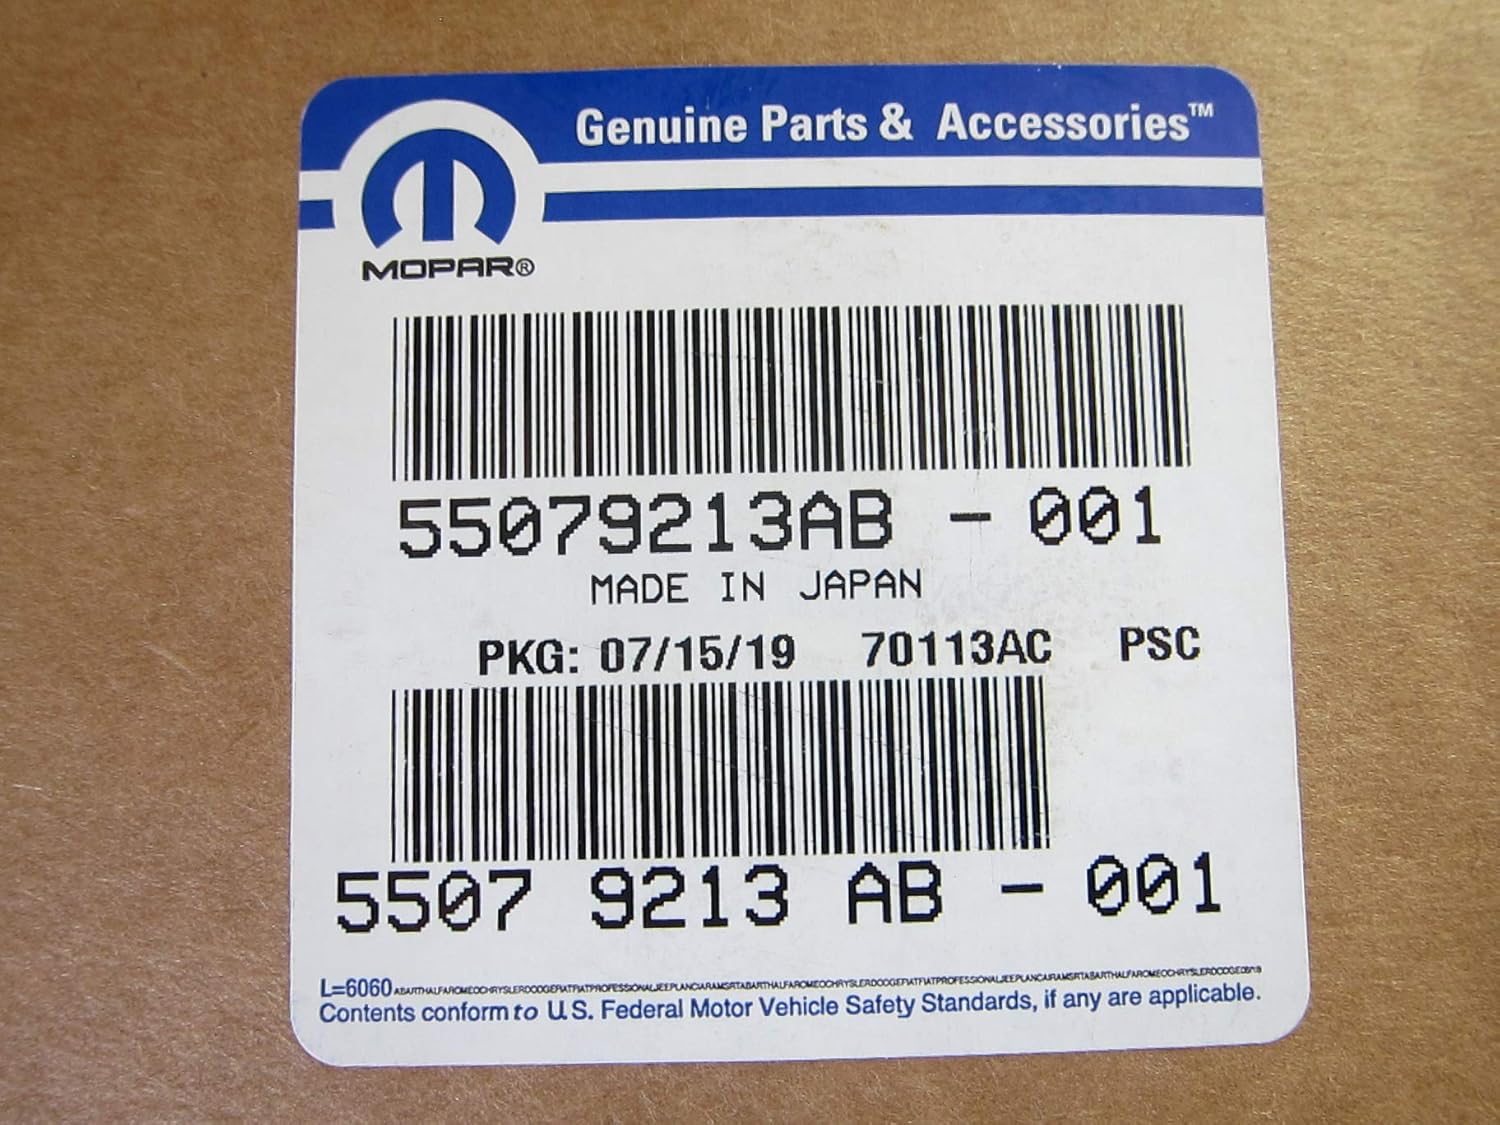 Genuine Parts & Accessories™
MOPAR®
55079213AB - 001
MADE IN JAPAN
PKG: 07/15/19 70113AC PSC
5507 9213 AB - 001
L=6060
Contents conform to U.S. Federal Motor Vehicle Safety Standards, if any are applicable.